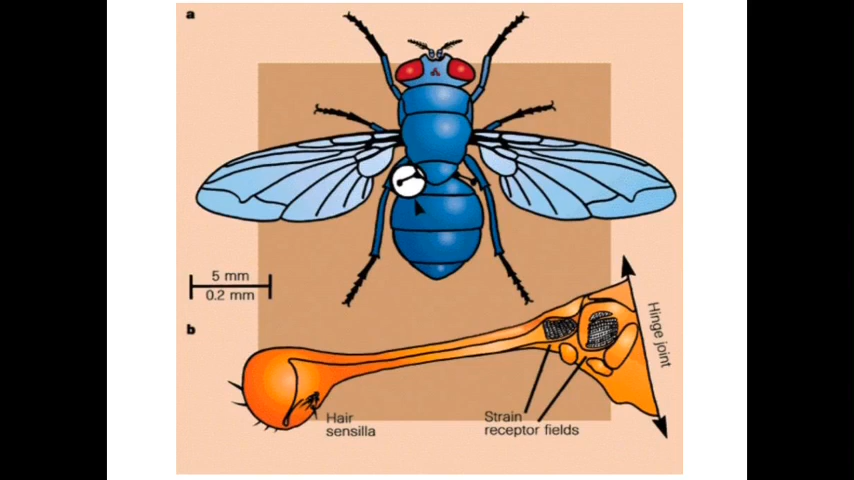 a
5 mm
0.2 mm
b
Hinge joint
Hair
sensilla
Strain
receptor fields